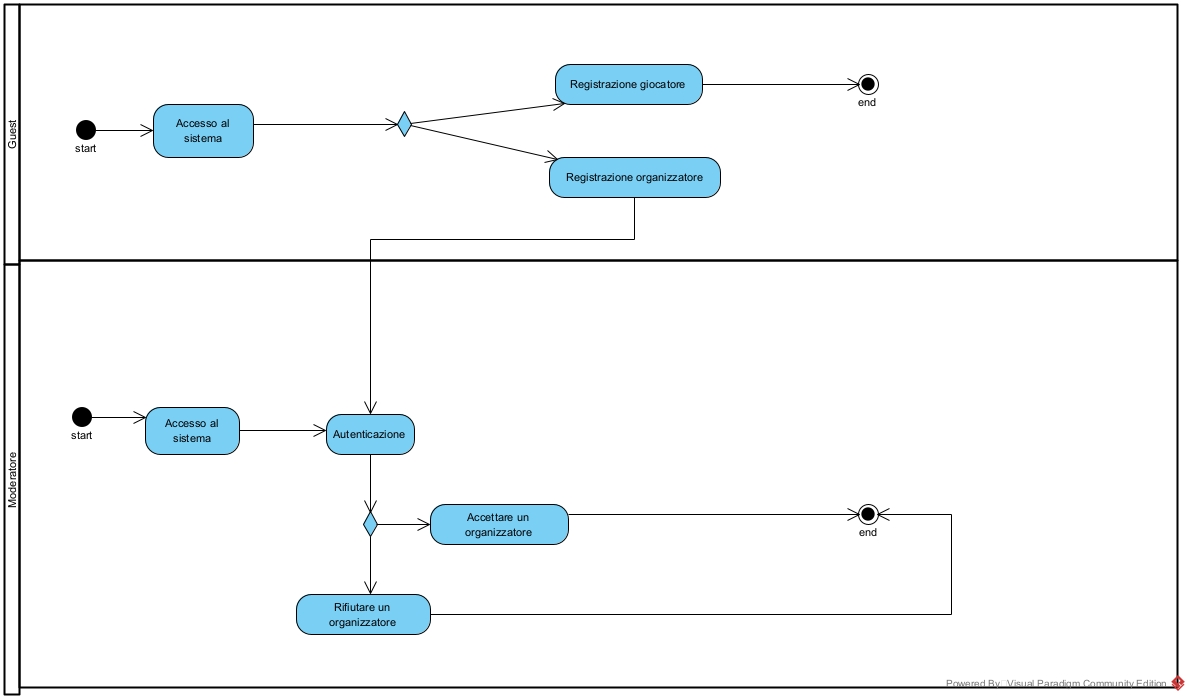 Guest
Registrazione giocatore
end
Accesso al
sistema
start
Registrazione organizzatore
Moderatore
start
Accesso al
sistema
Autenticazione
Accettare un
organizzatore
end
Rifiutare un
organizzatore
Powered By Visual Paradigm Community Edition